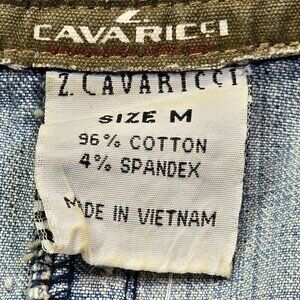 Z.
CAVARICCI
Z. CAVARICCI
SIZE M
96% COTTON
4% SPANDEX
MADE IN VIETNAM